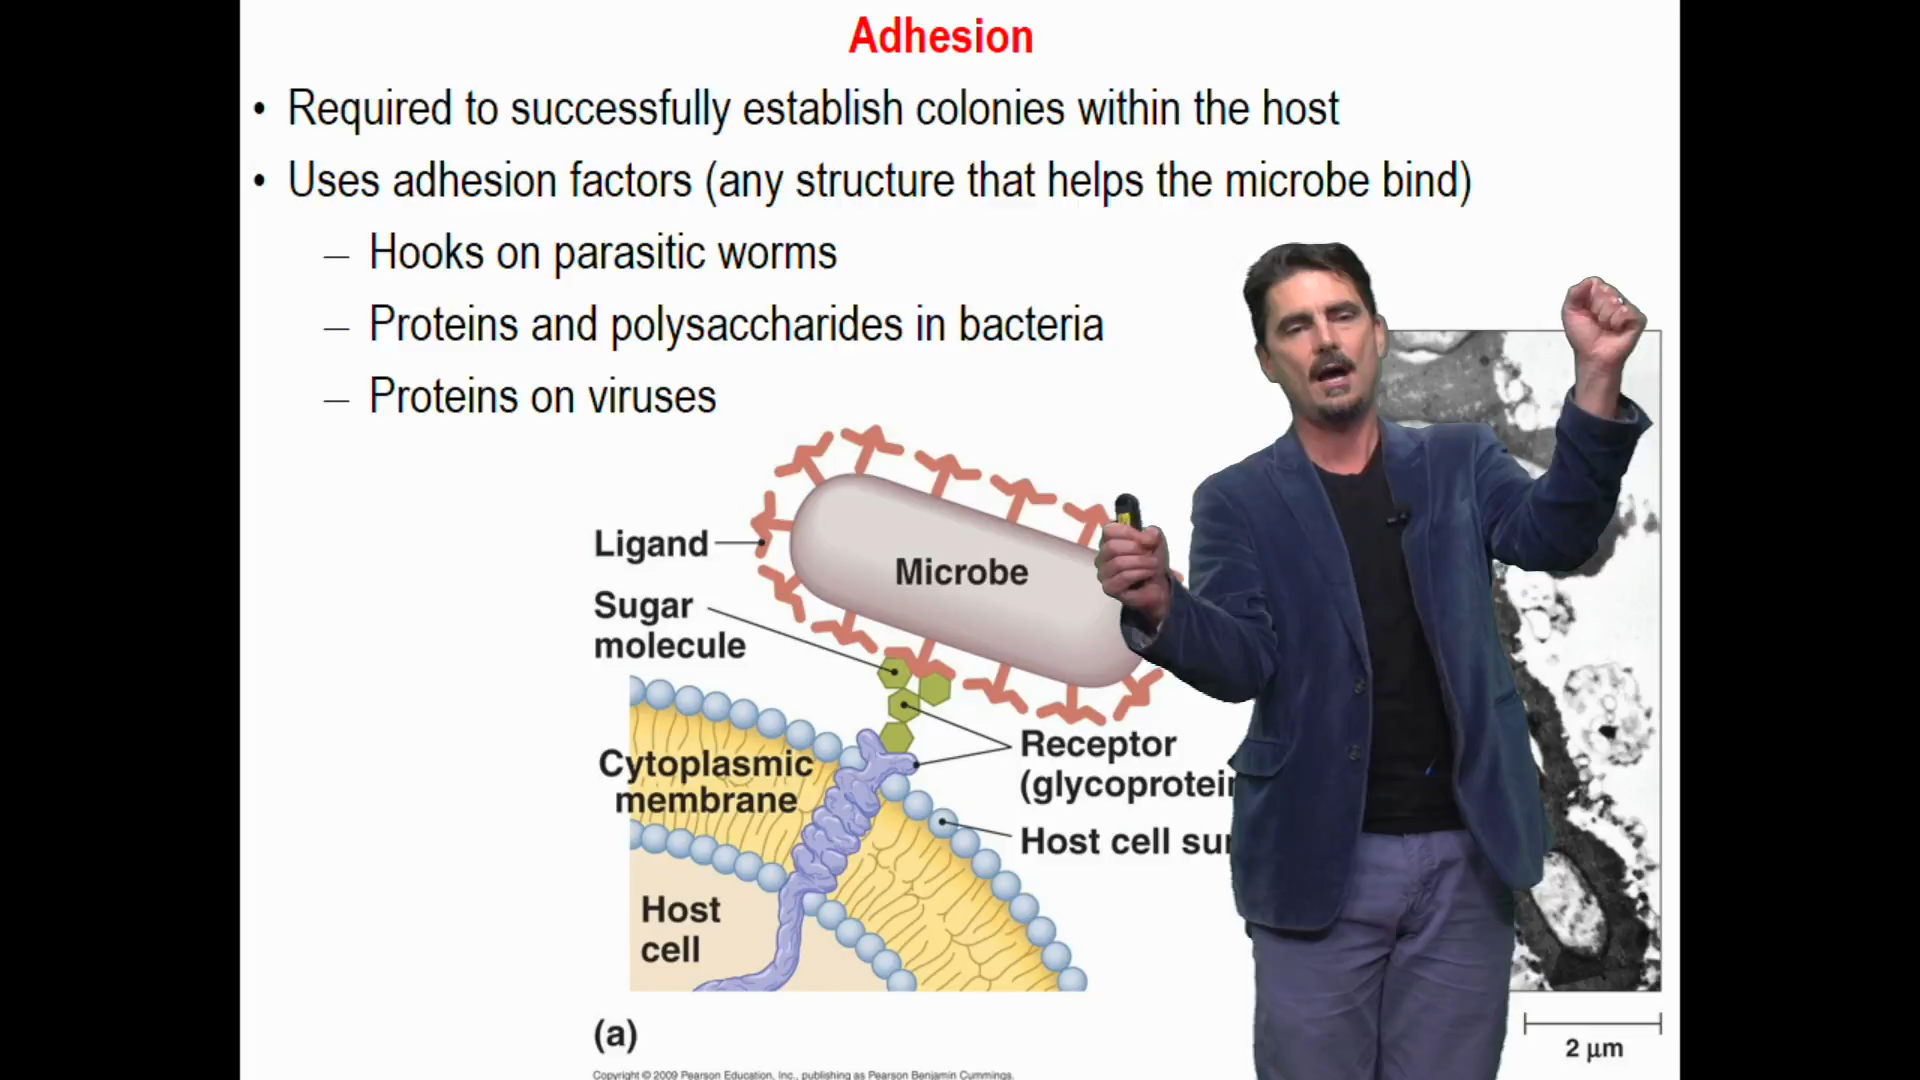 Adhesion
• Required to successfully establish colonies within the host
• Uses adhesion factors (any structure that helps the microbe bind)
– Hooks on parasitic worms
– Proteins and polysaccharides in bacteria
– Proteins on viruses
Ligand
Microbe
Sugar
molecule
Receptor
Cytoplasmic
membrane
Host cell
Host
cell
(a)
2 µm
Copyright © 2009 Pearson Education, Inc., publishing as Pearson Benjamin Cummings.